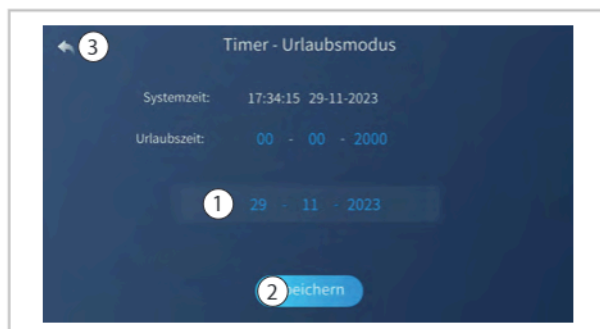 3 Timer - Urlaubsmodus
Systemzeit: 17:34:15 29-11-2023
Urlaubszeit: 00 - 00 - 2000
1 29 - 11 - 2023
2 peichern